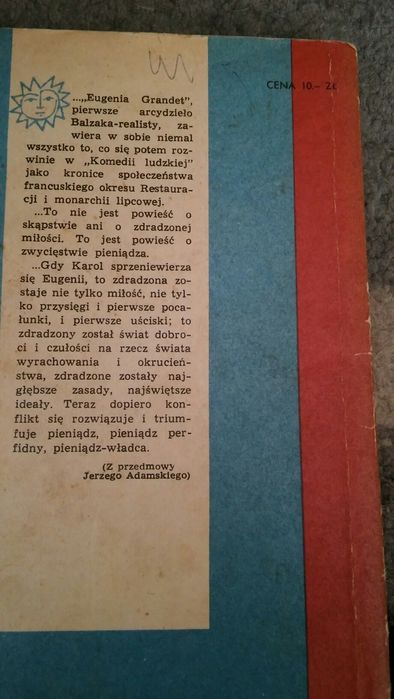 CENA 10.— ZŁ
...„Eugenia Grandet",
pierwsze arcydzieło
Balzaka-realisty, za-
wiera w sobie niemal
wszystko to, co się potem roz-
winie w „Komedii ludzkiej"
jako kronice społeczeństwa
francuskiego okresu Restaura-
cji i monarchii lipcowej.
...To nie jest powieść o
skąpstwie ani o zdradzonej
miłości. To jest powieść o
zwycięstwie pieniądza.
...Gdy Karol sprzeniewierza
się Eugenii, to zdradzona zo-
staje nie tylko miłość, nie tyl-
ko przysięgi i pierwsze poca-
łunki, i pierwsze uściski; to
zdradzony został świat dobro-
ci i czułości na rzecz świata
wyrachowania i okrucień-
stwa, zdradzone zostały naj-
głębsze zasady, najświętsze
ideały. Teraz dopiero kon-
flikt się rozwiązuje i trium-
fuje pieniądz, pieniądz per-
fidny, pieniądz-władca.
(Z przedmowy
Jerzego Adamskiego)